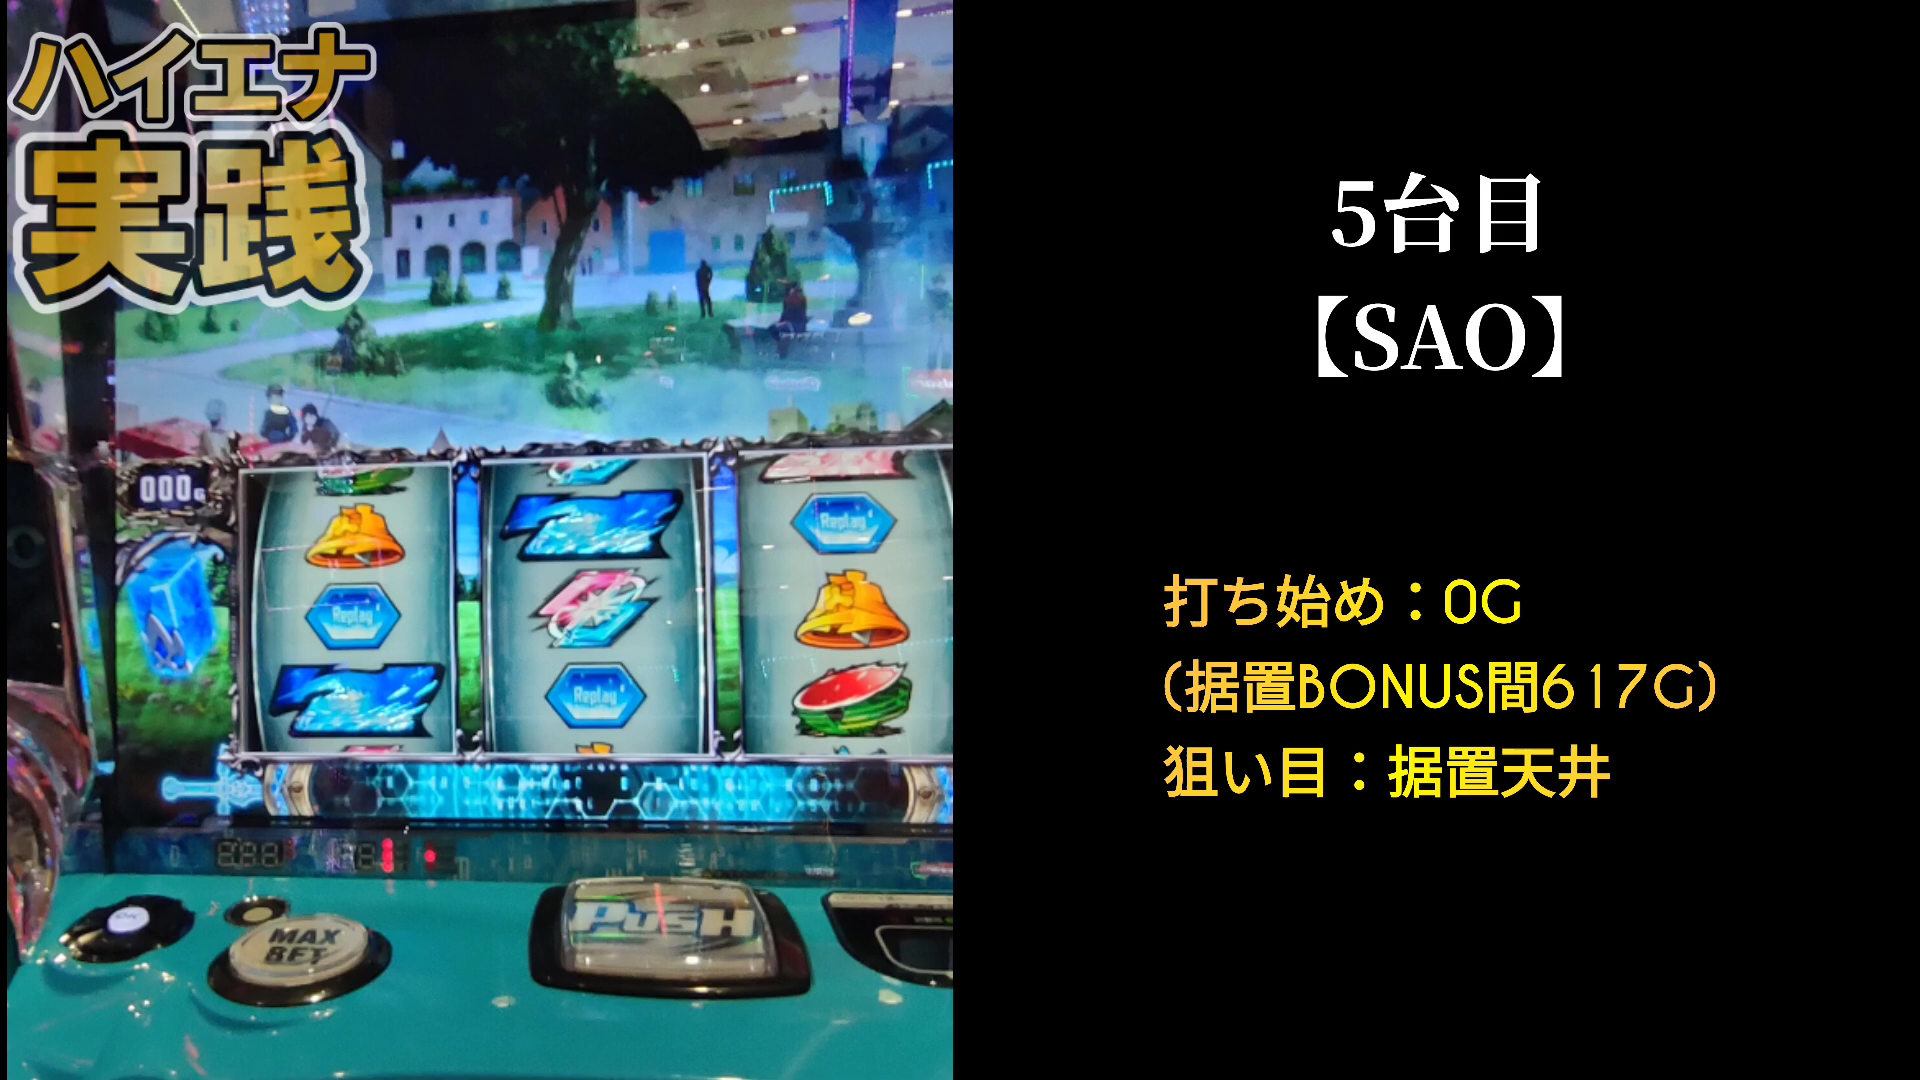 ハイエナ
実践
5台目
【SAO】
000G
Replay
Replay
Replay
打ち始め：0G
(据置BONUS間617G)
狙い目：据置天井
OK
MAX
BET
PUSH